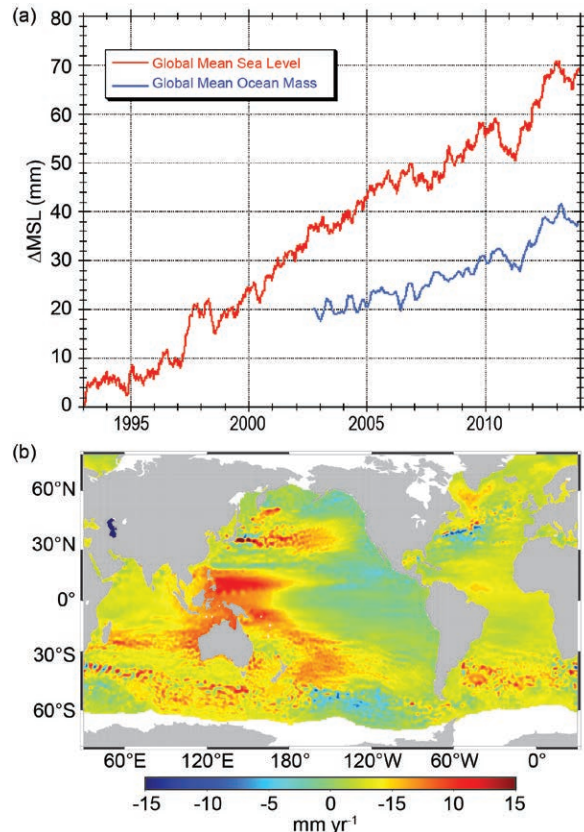 (a)
80
Global Mean Sea Level
Global Mean Ocean Mass
70
60
50
40
30
20
10
0
ΔMSL (mm)
1995 2000 2005 2010
(b)
60°N
30°N
0°
30°S
60°S
60°E 120°E 180° 120°W 60°W 0°
-15 -10 -5 0 -15 10 15
mm yr-1